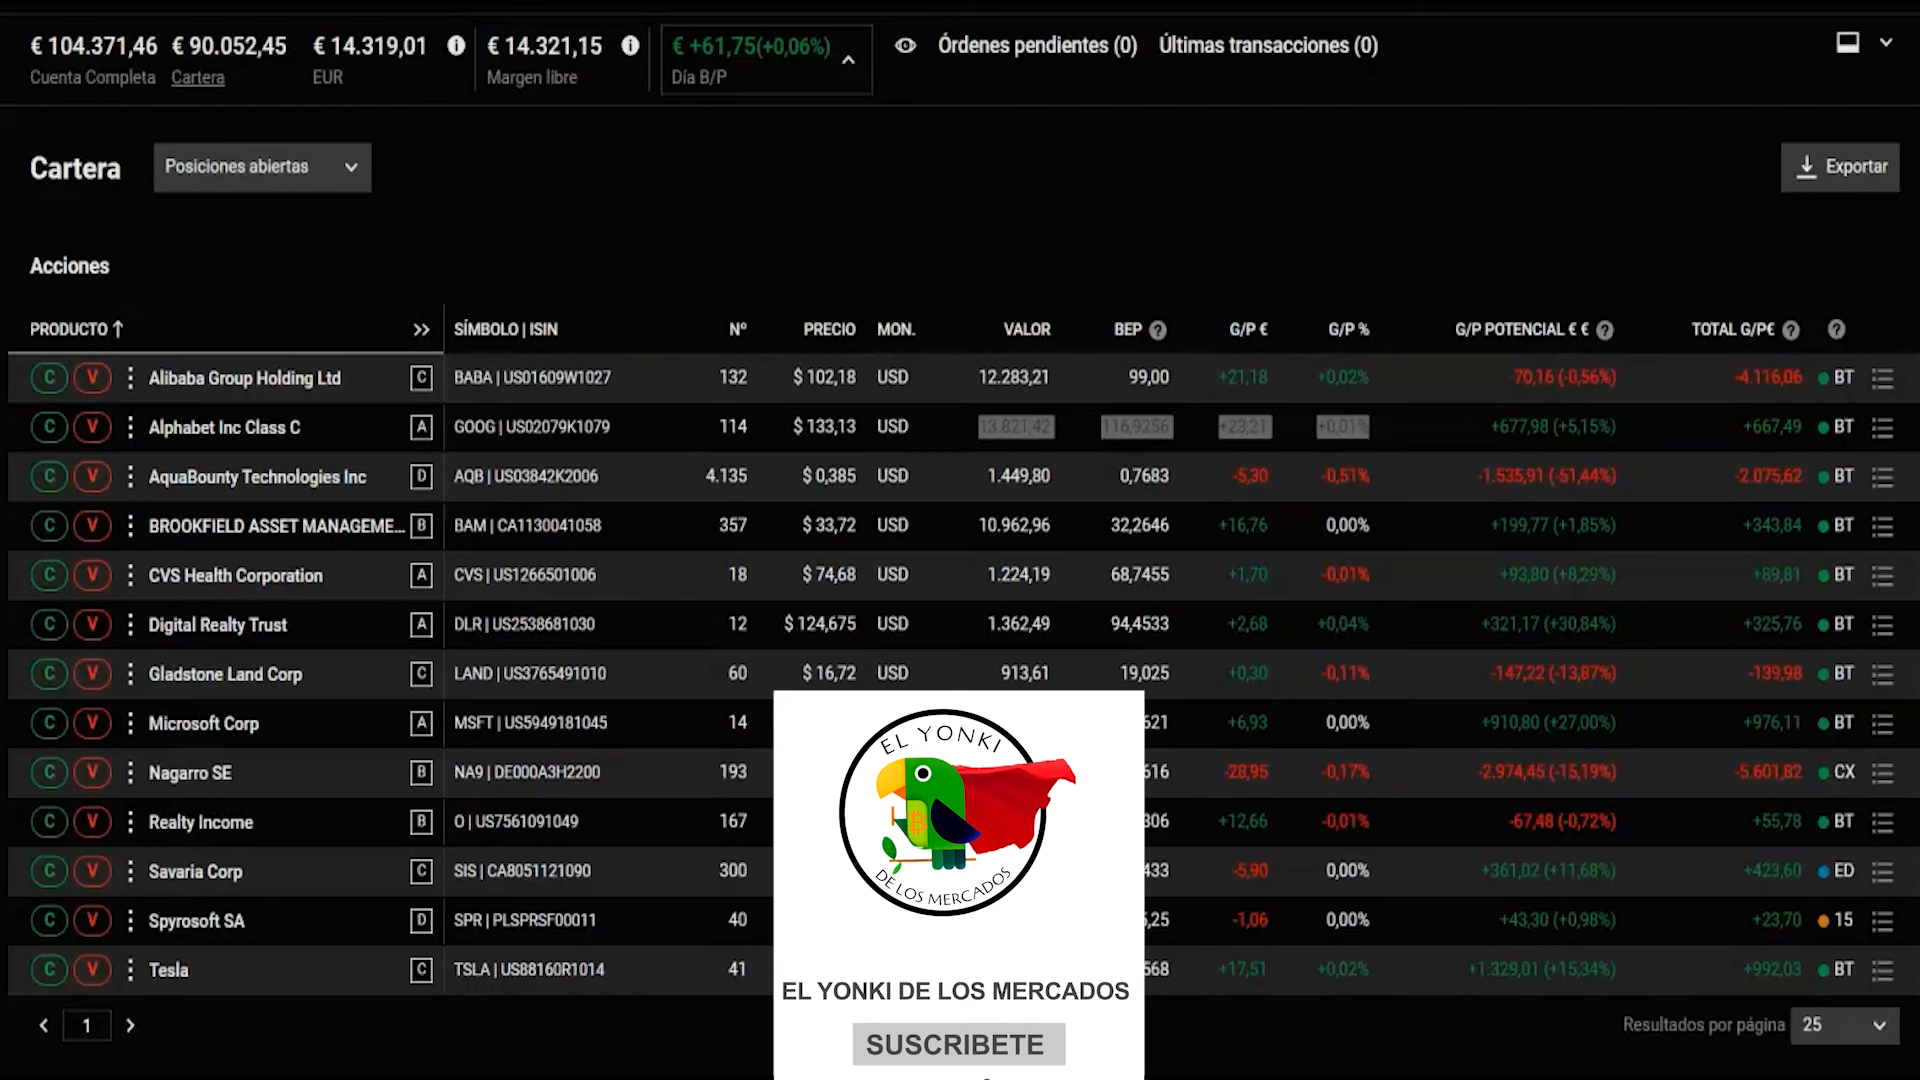 € 104.371,46 € 90.052,45 € 14.319,01 € 14.321,15 € +61,75(+0,06%) Órdenes pendientes (0) Últimas transacciones (0)
Cuenta Completa Cartera EUR Margen libre Día B/P
Cartera Posiciones abiertas Exportar
Acciones
PRODUCTO SÍMBOLO | ISIN Nº PRECIO MON. VALOR BEP G/P € G/P % G/P POTENCIAL € € TOTAL G/P€
C V Alibaba Group Holding Ltd C BABA | US01609W1027 132 $ 102,18 USD 12.283,21 99,00 +21,18 +0,02% -70,16 (-0,56%) -4.116,06 BT
C V Alphabet Inc Class C A GOOG | US02079K1079 114 $ 133,13 USD 13.821,42 116,9256 +23,21 +0,01% +677,98 (+5,15%) +667,49 BT
C V AquaBounty Technologies Inc D AQB | US03842K2006 4.135 $ 0,385 USD 1.449,80 0,7683 -5,30 -0,51% -1.535,91 (-51,44%) -2.075,62 BT
C V BROOKFIELD ASSET MANAGEME... B BAM | CA1130041058 357 $ 33,72 USD 10.962,96 32,2646 +16,76 0,00% +199,77 (+1,85%) +343,84 BT
C V CVS Health Corporation A CVS | US1266501006 18 $ 74,68 USD 1.224,19 68,7455 +1,70 -0,01% +93,80 (+8,29%) +89,81 BT
C V Digital Realty Trust A DLR | US2538681030 12 $ 124,675 USD 1.362,49 94,4533 +2,68 +0,04% +321,17 (+30,84%) +325,76 BT
C V Gladstone Land Corp C LAND | US3765491010 60 $ 16,72 USD 913,61 19,025 +0,30 -0,11% -147,22 (-13,87%) -139,98 BT
C V Microsoft Corp A MSFT | US5949181045 14 621 +6,93 0,00% +910,80 (+27,00%) +976,11 BT
C V Nagarro SE B NA9 | DE000A3H2200 193 616 -28,95 -0,17% -2.974,45 (-15,19%) -5.601,82 CX
C V Realty Income B O | US7561091049 167 306 +12,66 -0,01% -67,48 (-0,72%) +55,78 BT
C V Savaria Corp C SIS | CA8051121090 300 433 -5,90 0,00% +361,02 (+11,68%) +423,60 ED
C V Spyrosoft SA D SPR | PLSPRSF00011 40 ,25 -1,06 0,00% +43,30 (+0,98%) +23,70 15
C V Tesla C TSLA | US88160R1014 41 568 +17,51 +0,02% +1.329,01 (+15,34%) +992,03 BT
EL YONKI
DE LOS MERCADOS
EL YONKI DE LOS MERCADOS
SUSCRIBETE
1 Resultados por página 25